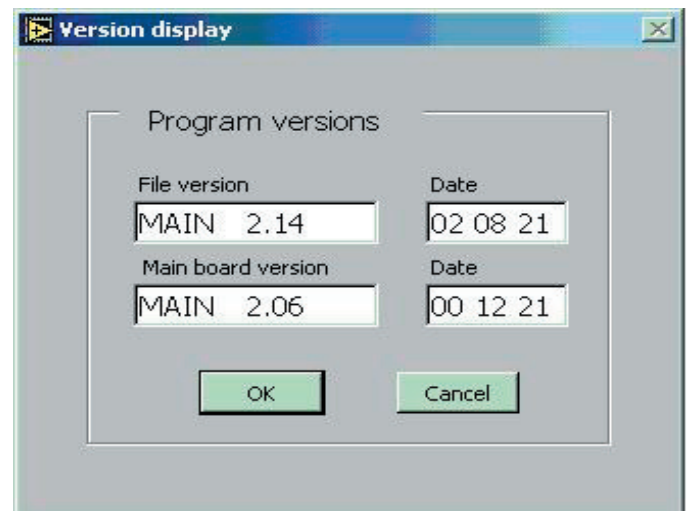 Version display
Program versions
File version Date
MAIN 2.14 02 08 21
Main board version Date
MAIN 2.06 00 12 21
OK Cancel